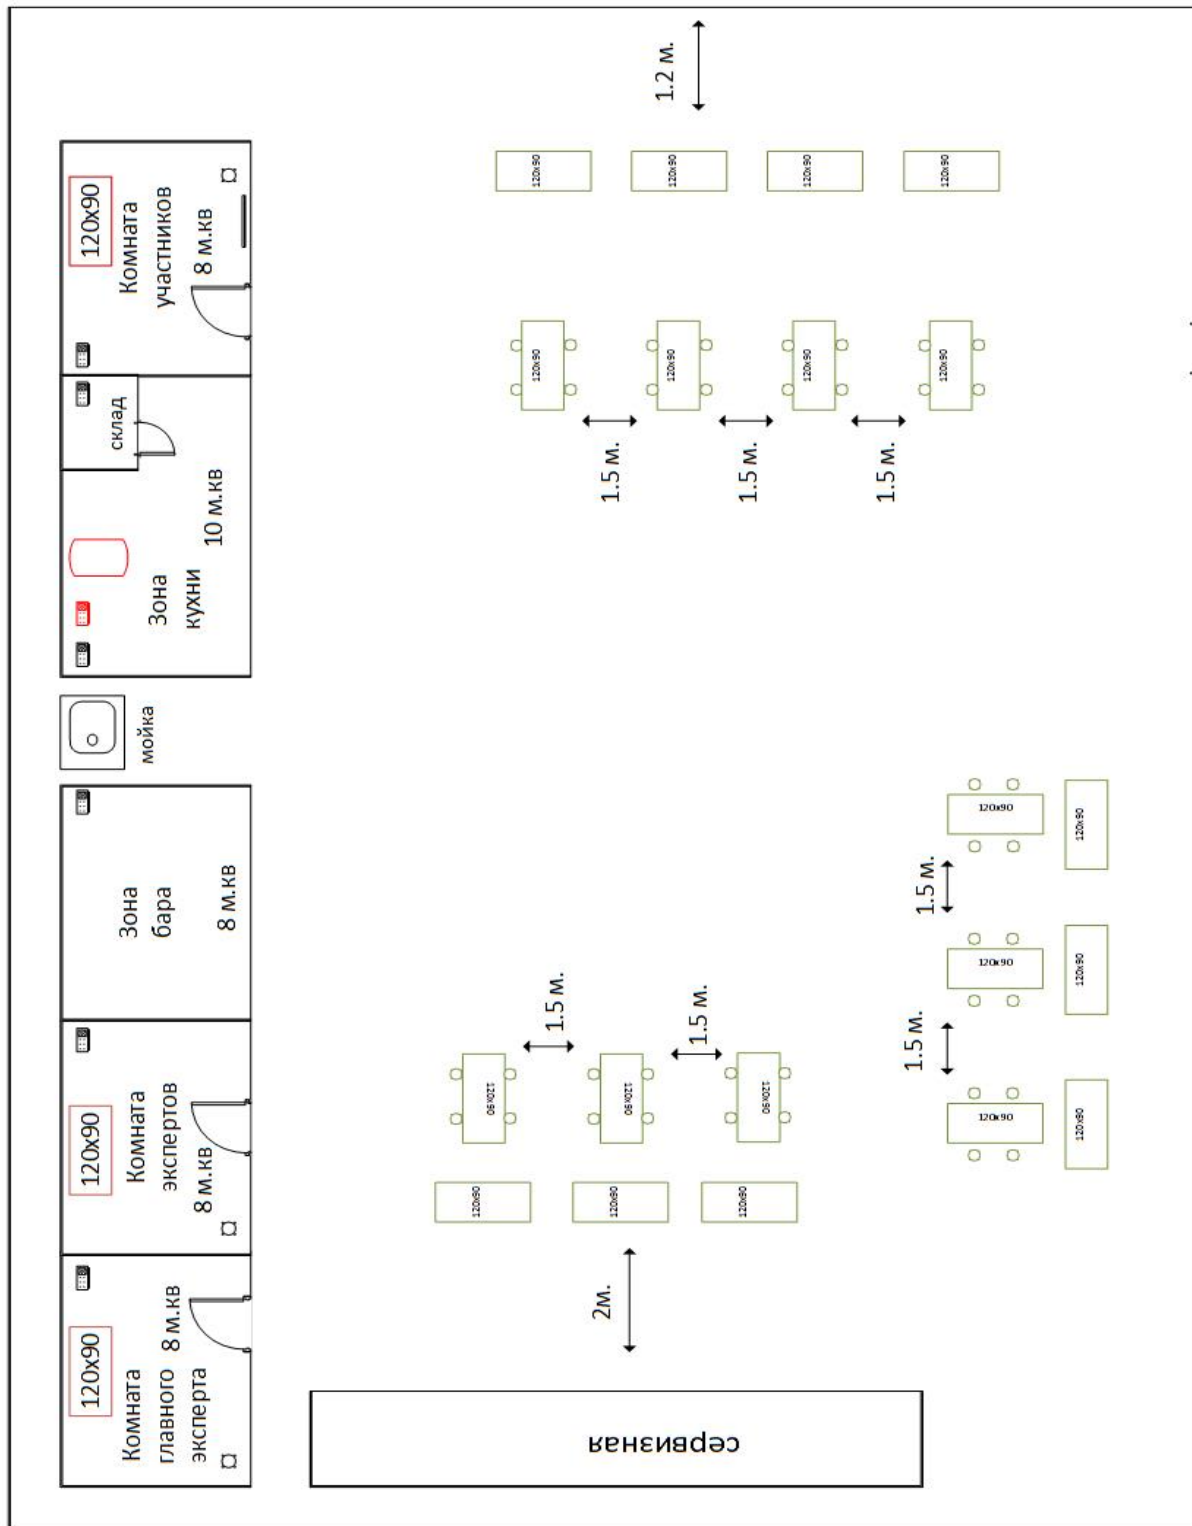 120x90
Комната
главного
эксперта
8 м.кв
120x90
Комната
экспертов
8 м.кв
Зона
бара
8 м.кв
мойка
Зона
кухни
10 м.кв
склад
120x90
Комната
участников
8 м.кв
сервизная
2м.
120x90
120x90
120x90
120x90
120x90
120x90
1.5 м.
1.5 м.
120x90
120x90
120x90
120x90
1.5 м.
1.5 м.
1.5 м.
120x90
120x90
120x90
120x90
1.2 м.
120x90
120x90
120x90
1.5 м.
1.5 м.
120x90
120x90
120x90